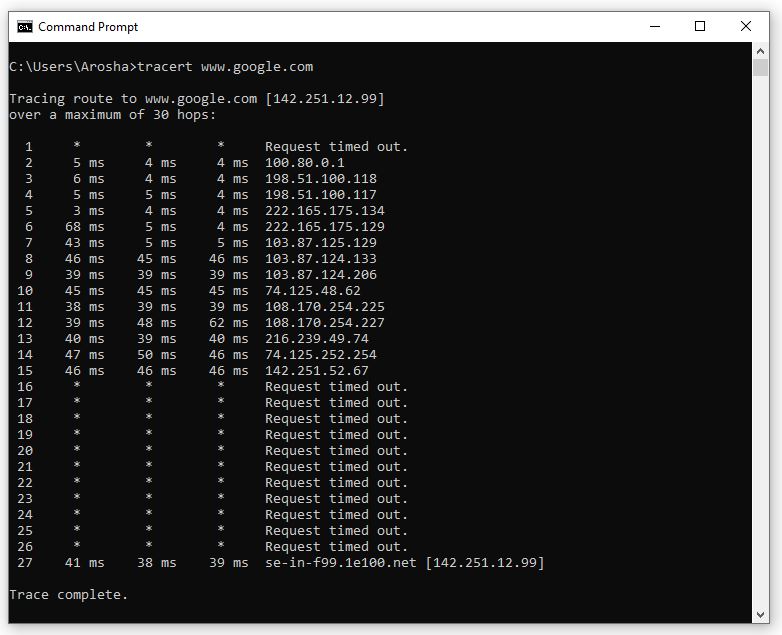 Command Prompt
C:\Users\Arosha>tracert www.google.com
Tracing route to www.google.com [142.251.12.99]
over a maximum of 30 hops:
1 * * * Request timed out.
2 5 ms 4 ms 4 ms 100.80.0.1
3 6 ms 4 ms 4 ms 198.51.100.118
4 5 ms 5 ms 4 ms 198.51.100.117
5 3 ms 4 ms 4 ms 222.165.175.134
6 68 ms 5 ms 4 ms 222.165.175.129
7 43 ms 5 ms 5 ms 103.87.125.129
8 46 ms 45 ms 46 ms 103.87.124.133
9 39 ms 39 ms 39 ms 103.87.124.206
10 45 ms 45 ms 45 ms 74.125.48.62
11 38 ms 39 ms 39 ms 108.170.254.225
12 39 ms 48 ms 62 ms 108.170.254.227
13 40 ms 39 ms 40 ms 216.239.49.74
14 47 ms 50 ms 46 ms 74.125.252.254
15 46 ms 46 ms 46 ms 142.251.52.67
16 * * * Request timed out.
17 * * * Request timed out.
18 * * * Request timed out.
19 * * * Request timed out.
20 * * * Request timed out.
21 * * * Request timed out.
22 * * * Request timed out.
23 * * * Request timed out.
24 * * * Request timed out.
25 * * * Request timed out.
26 * * * Request timed out.
27 41 ms 38 ms 39 ms se-in-f99.1e100.net [142.251.12.99]
Trace complete.